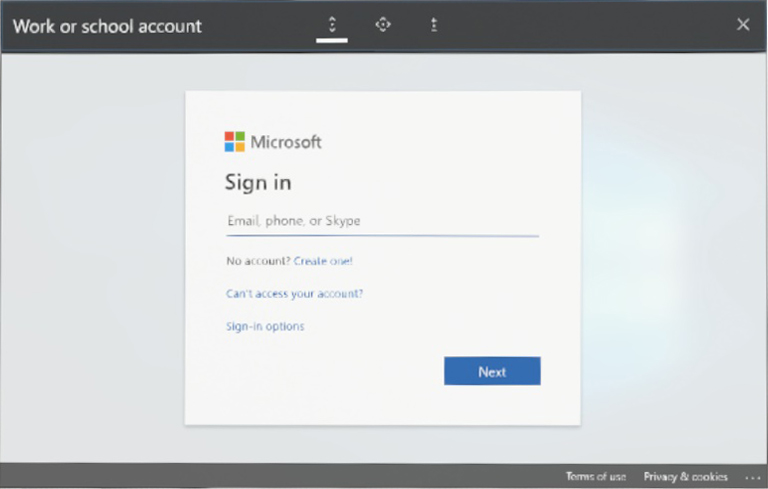 Work or school account
Microsoft
Sign in
Email, phone, or Skype
No account? Create one!
Can't access your account?
Sign-in options
Next
Terms of use Privacy & cookies ...